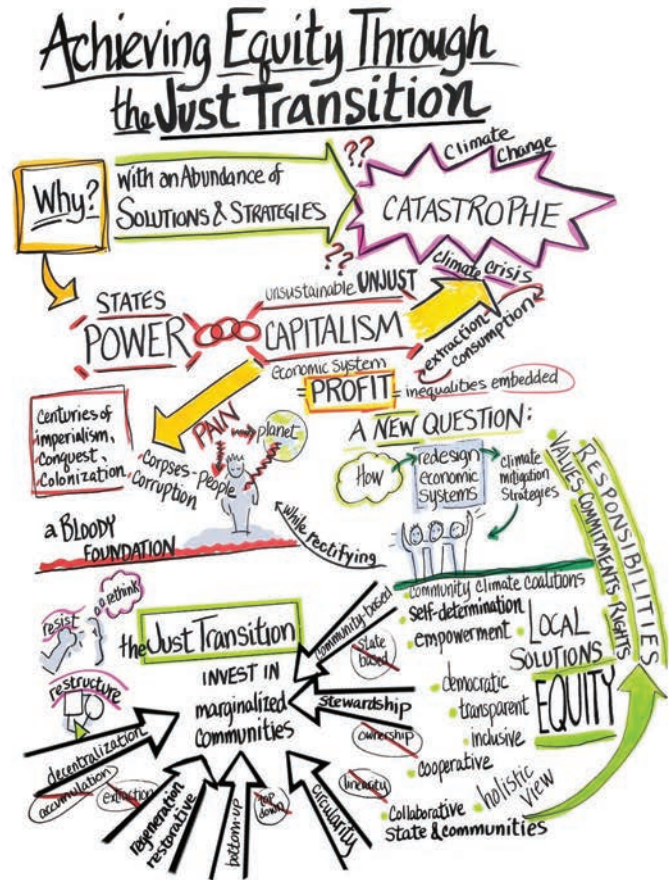 Achieving Equity Through
the Just Transition
Why?
with an Abundance of
SOLUTIONS & STRATEGIES
??
Climate
Change
CATASTROPHE
??
climate crisis
STATES
POWER
unsustainable UNJUST
CAPITALISM
economic system
= PROFIT = inequalities embedded
extraction
consumption
centuries of
imperialism,
Conquest,
Colonization
corpses-people
corruption
PAIN
planet
a BLOODY
FOUNDATION
while rectifying
A NEW QUESTION:
How
redesign
economic
systems
climate
mitigation
strategies
RESPONSIBILITIES
VALUES COMMITMENTS RIGHTS
community climate coalitions
self-determination
empowerment
LOCAL
SOLUTIONS
democratic
transparent
inclusive
cooperative
EQUITY
holistic
view
collaborative
state & communities
resist
rethink
restructure
the Just Transition
INVEST IN
marginalized
communities
community-based
state
based
stewardship
ownership
linearity
circularity
top
down
bottom-up
regeneration
restorative
decentralization
accumulation
extraction